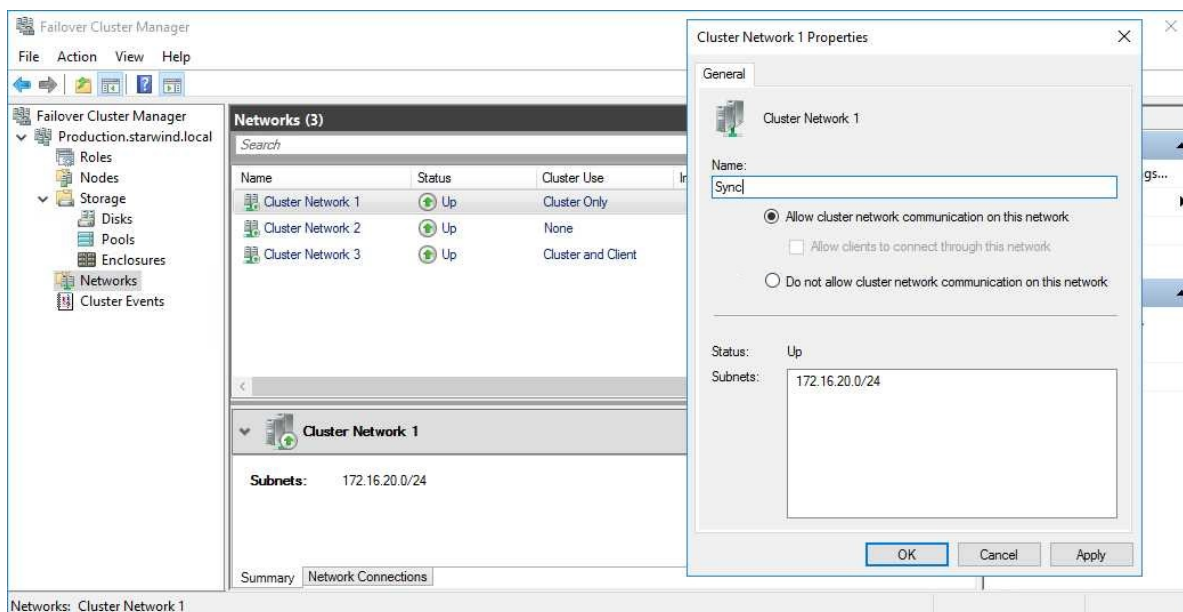 Failover Cluster Manager
File Action View Help
Failover Cluster Manager
Production.starwind.local
Roles
Nodes
Storage
Disks
Pools
Enclosures
Networks
Cluster Events
Networks (3)
Search
Name Status Cluster Use
Cluster Network 1 Up Cluster Only
Cluster Network 2 Up None
Cluster Network 3 Up Cluster and Client
Cluster Network 1
Subnets: 172.16.20.0/24
Summary Network Connections
Networks: Cluster Network 1
Cluster Network 1 Properties
General
Cluster Network 1
Name:
Sync
Allow cluster network communication on this network
Allow clients to connect through this network
Do not allow cluster network communication on this network
Status: Up
Subnets: 172.16.20.0/24
OK Cancel Apply
gs...